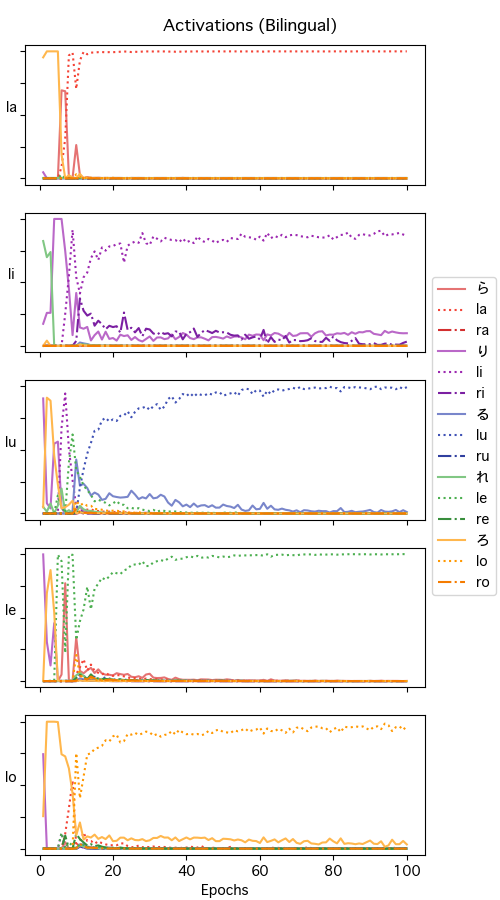 Activations (Bilingual)
la
li
lu
le
lo
0 20 40 60 80 100
Epochs
ら
la
ra
り
li
ri
る
lu
ru
れ
le
re
ろ
lo
ro